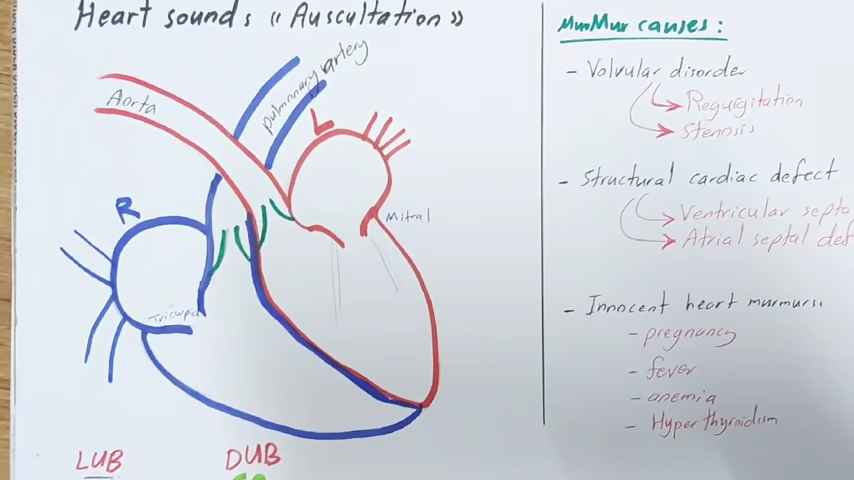 Heart sounds « Auscultation »
pulmonary artery
Aorta
L
R
Mitral
Tricuspid
LUB
DUB
MurMur causes:
- Valvular disorder
Regurgitation
Stenosis
- Structural cardiac defect
Ventricular septa
Atrial septal def
- Innocent heart murmurs.
- pregnancy
- fever
- anemia
- Hyperthyroidism